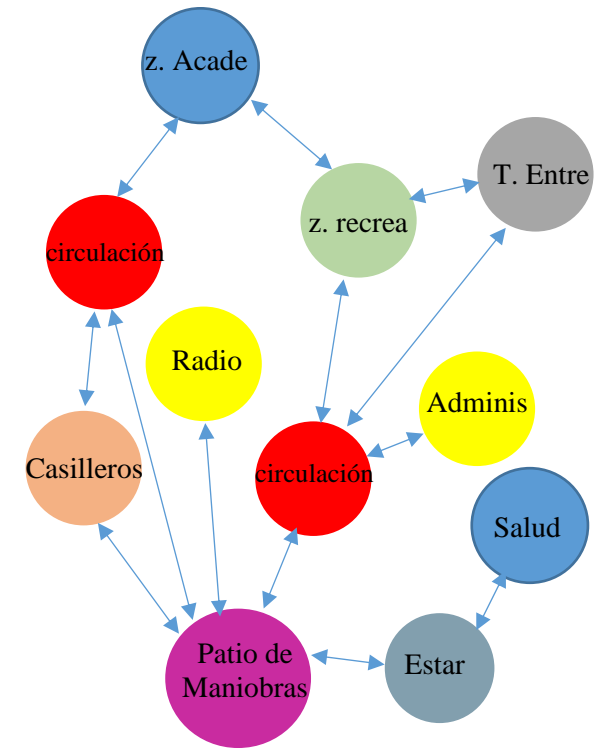 z. Acade
T. Entre
z. recrea
circulación
Radio
Adminis
Casilleros
circulación
Salud
Patio de
Maniobras
Estar